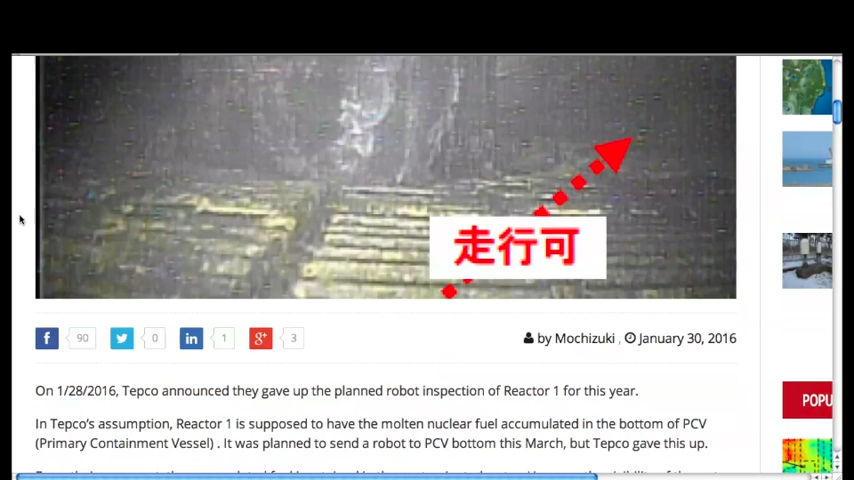 走行可
90
0
1
3
by Mochizuki , January 30, 2016
On 1/28/2016, Tepco announced they gave up the planned robot inspection of Reactor 1 for this year.
In Tepco's assumption, Reactor 1 is supposed to have the molten nuclear fuel accumulated in the bottom of PCV
(Primary Containment Vessel) . It was planned to send a robot to PCV bottom this March, but Tepco gave this up.
POPU